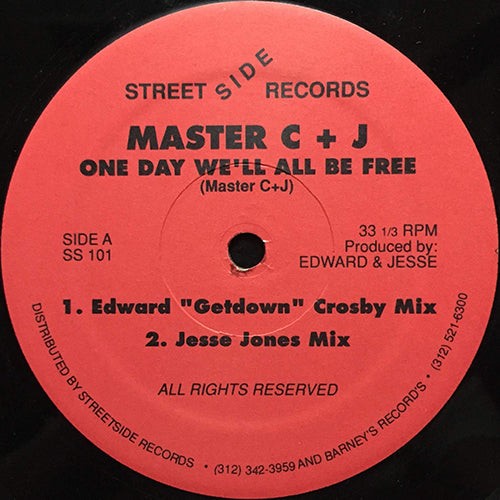 STREET SIDE RECORDS
MASTER C + J
ONE DAY WE'LL ALL BE FREE
(Master C+J)
SIDE A
SS 101
33 1/3 RPM
Produced by:
EDWARD & JESSE
1. Edward "Getdown" Crosby Mix
2. Jesse Jones Mix
ALL RIGHTS RESERVED
DISTRIBUTED BY STREETSIDE RECORDS • (312) 342-3959 AND BARNEY'S RECORD'S • (312) 521-6300